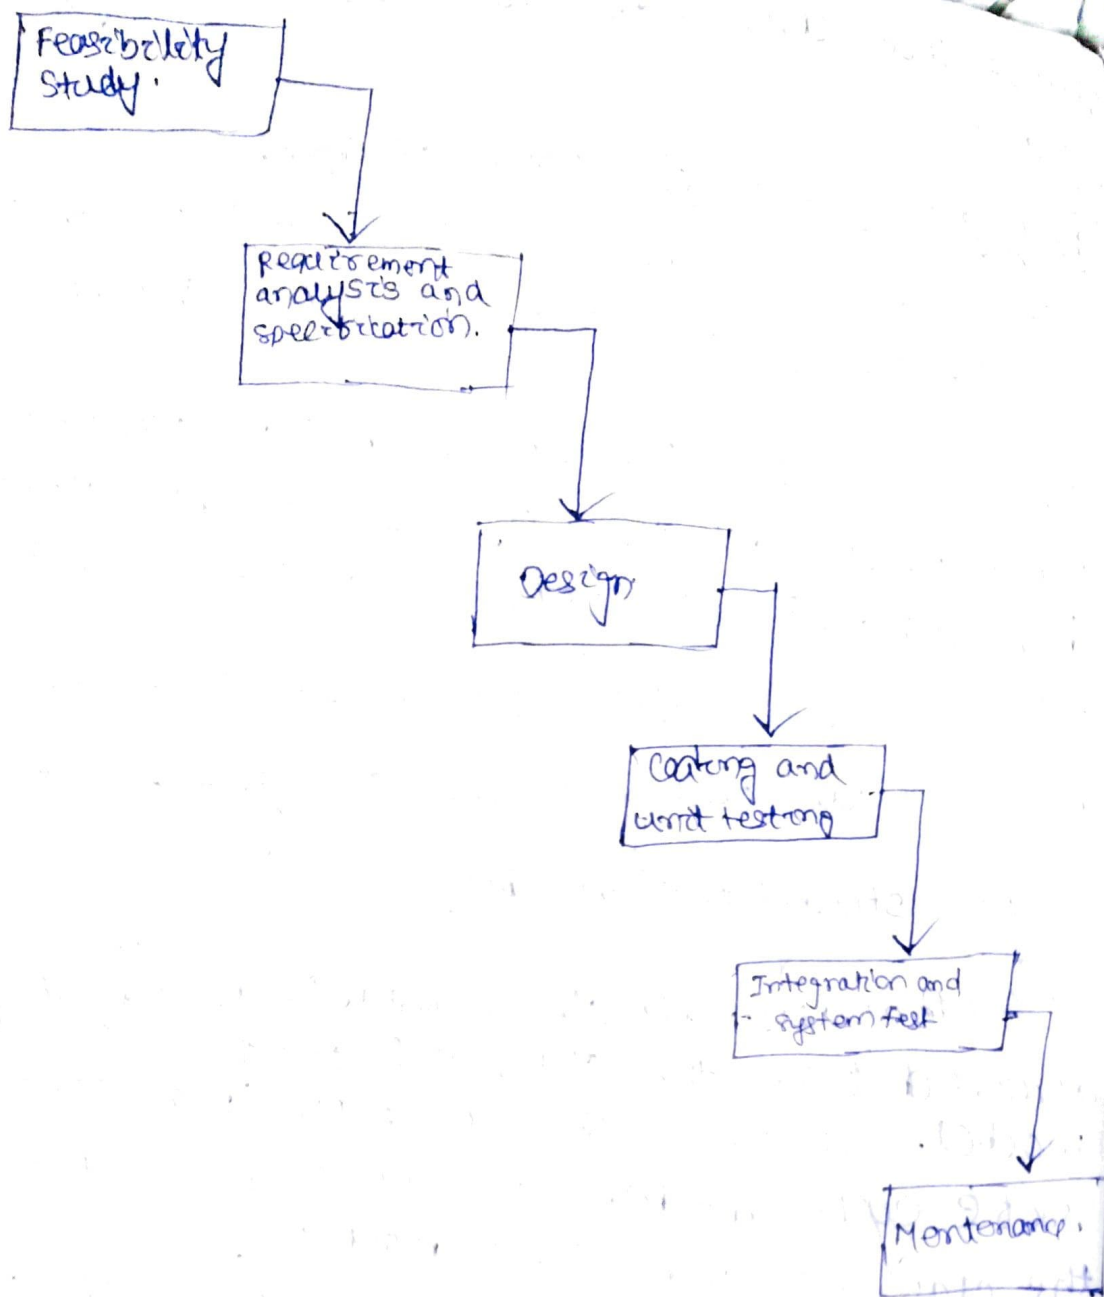 Feasibility
Study.
Requirement
analysis and
specification.
Design
Coating and
unit testing
Integration and
system test
Mentenance.